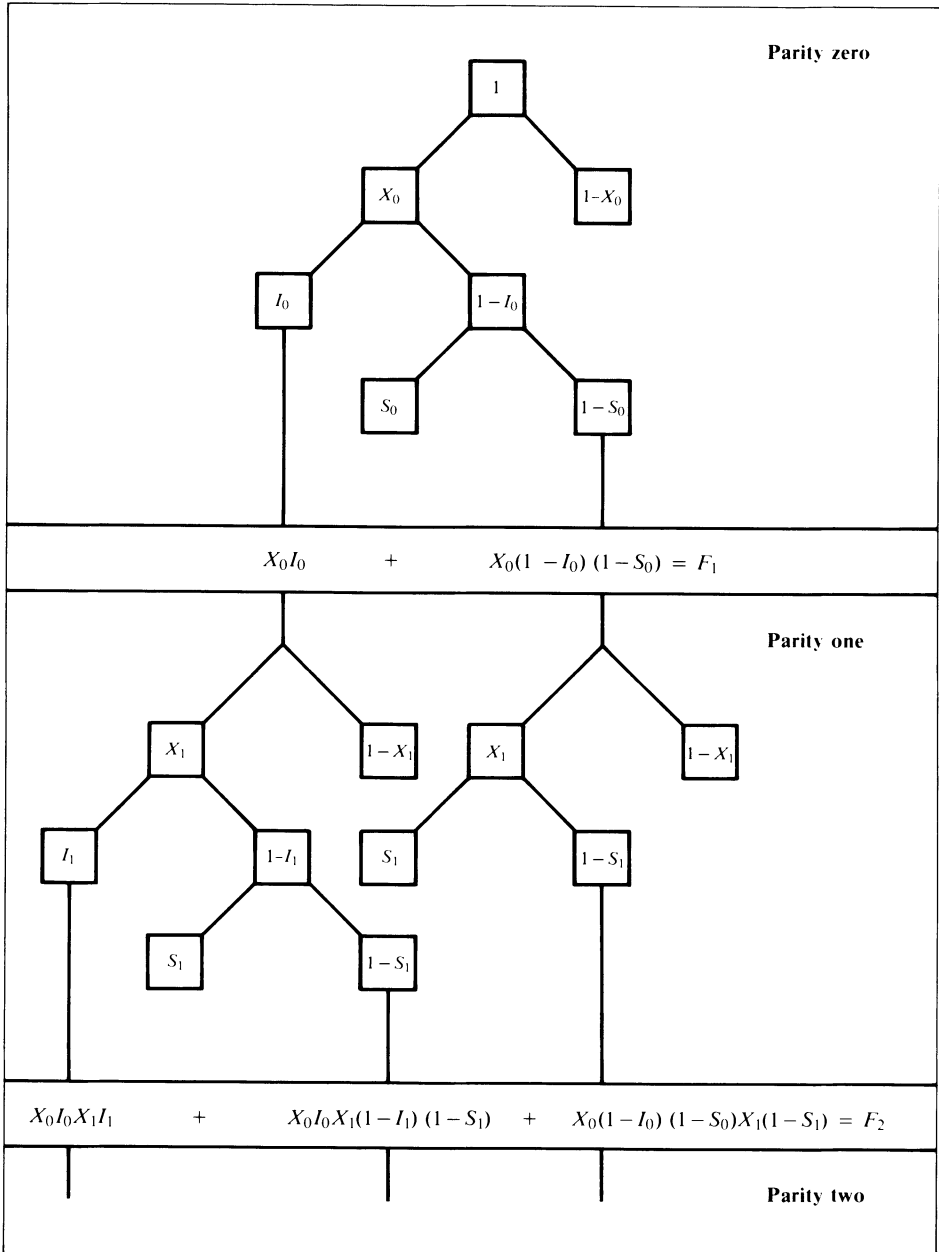 Parity zero
1
X₀ 1-X₀
I₀ 1 – I₀
S₀ 1 – S₀
X₀I₀ + X₀(1 – I₀) (1 – S₀) = F₁
Parity one
X₁ 1 – X₁ X₁ 1 – X₁
I₁ 1-I₁ S₁ 1 – S₁
S₁ 1 – S₁
X₀I₀X₁I₁ + X₀I₀X₁(1 – I₁) (1 – S₁) + X₀(1 – I₀) (1 – S₀)X₁(1 – S₁) = F₂
Parity two